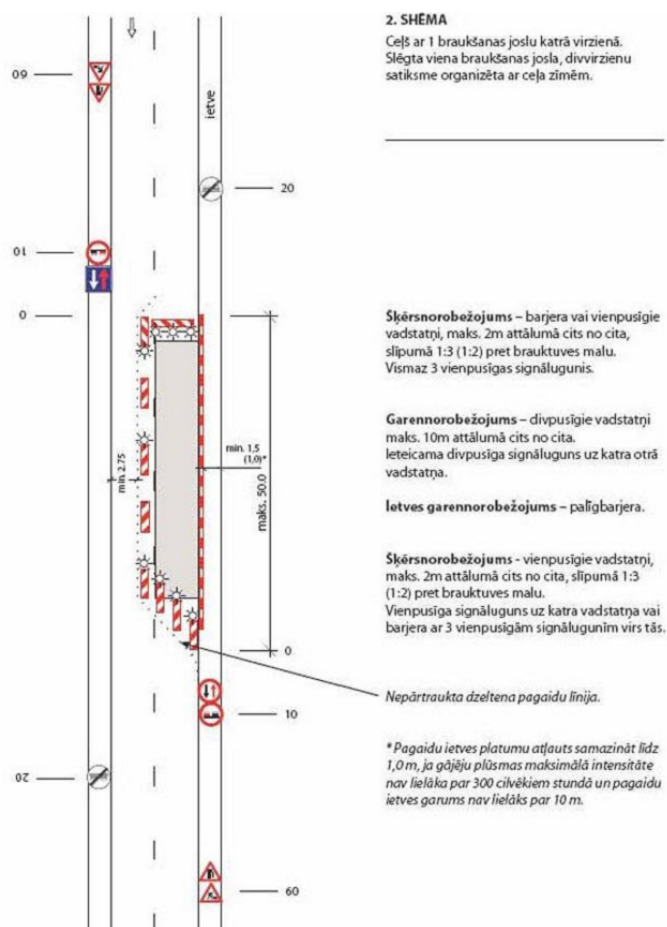 2. SHĒMA
Ceļš ar 1 braukšanas joslu katrā virzienā.
Slēgta viena braukšanas josla, divvirzienu
satiksme organizēta ar ceļa zīmēm.
60
ietve
20
10
0
Šķērsnorobežojums – barjera vai vienpusīgie
vadstatņi, maks. 2m attālumā cits no cita,
slīpumā 1:3 (1:2) pret brauktuves malu.
Vismaz 3 vienpusīgas signālugunis.
Garennorobežojums – divpusīgie vadstatņi
maks. 10m attālumā cits no cita.
Ieteicama divpusīga signāluguns uz katra otrā
vadstatņa.
min. 2.75
min. 1,5
(1,0)*
maks. 50.0
Ietves garennorobežojums – palīgbarjera.
Šķērsnorobežojums - vienpusīgie vadstatņi,
maks. 2m attālumā cits no cita, slīpumā 1:3
(1:2) pret brauktuves malu.
Vienpusīga signāluguns uz katra vadstatņa vai
barjera ar 3 vienpusīgām signālugunīm virs tās.
0
Nepārtraukta dzeltena pagaidu līnija.
10
* Pagaidu ietves platumu atļauts samazināt līdz
1,0 m, ja gājēju plūsmas maksimālā intensitāte
nav lielāka par 300 cilvēkiem stundā un pagaidu
ietves garums nav lielāks par 10 m.
20
60